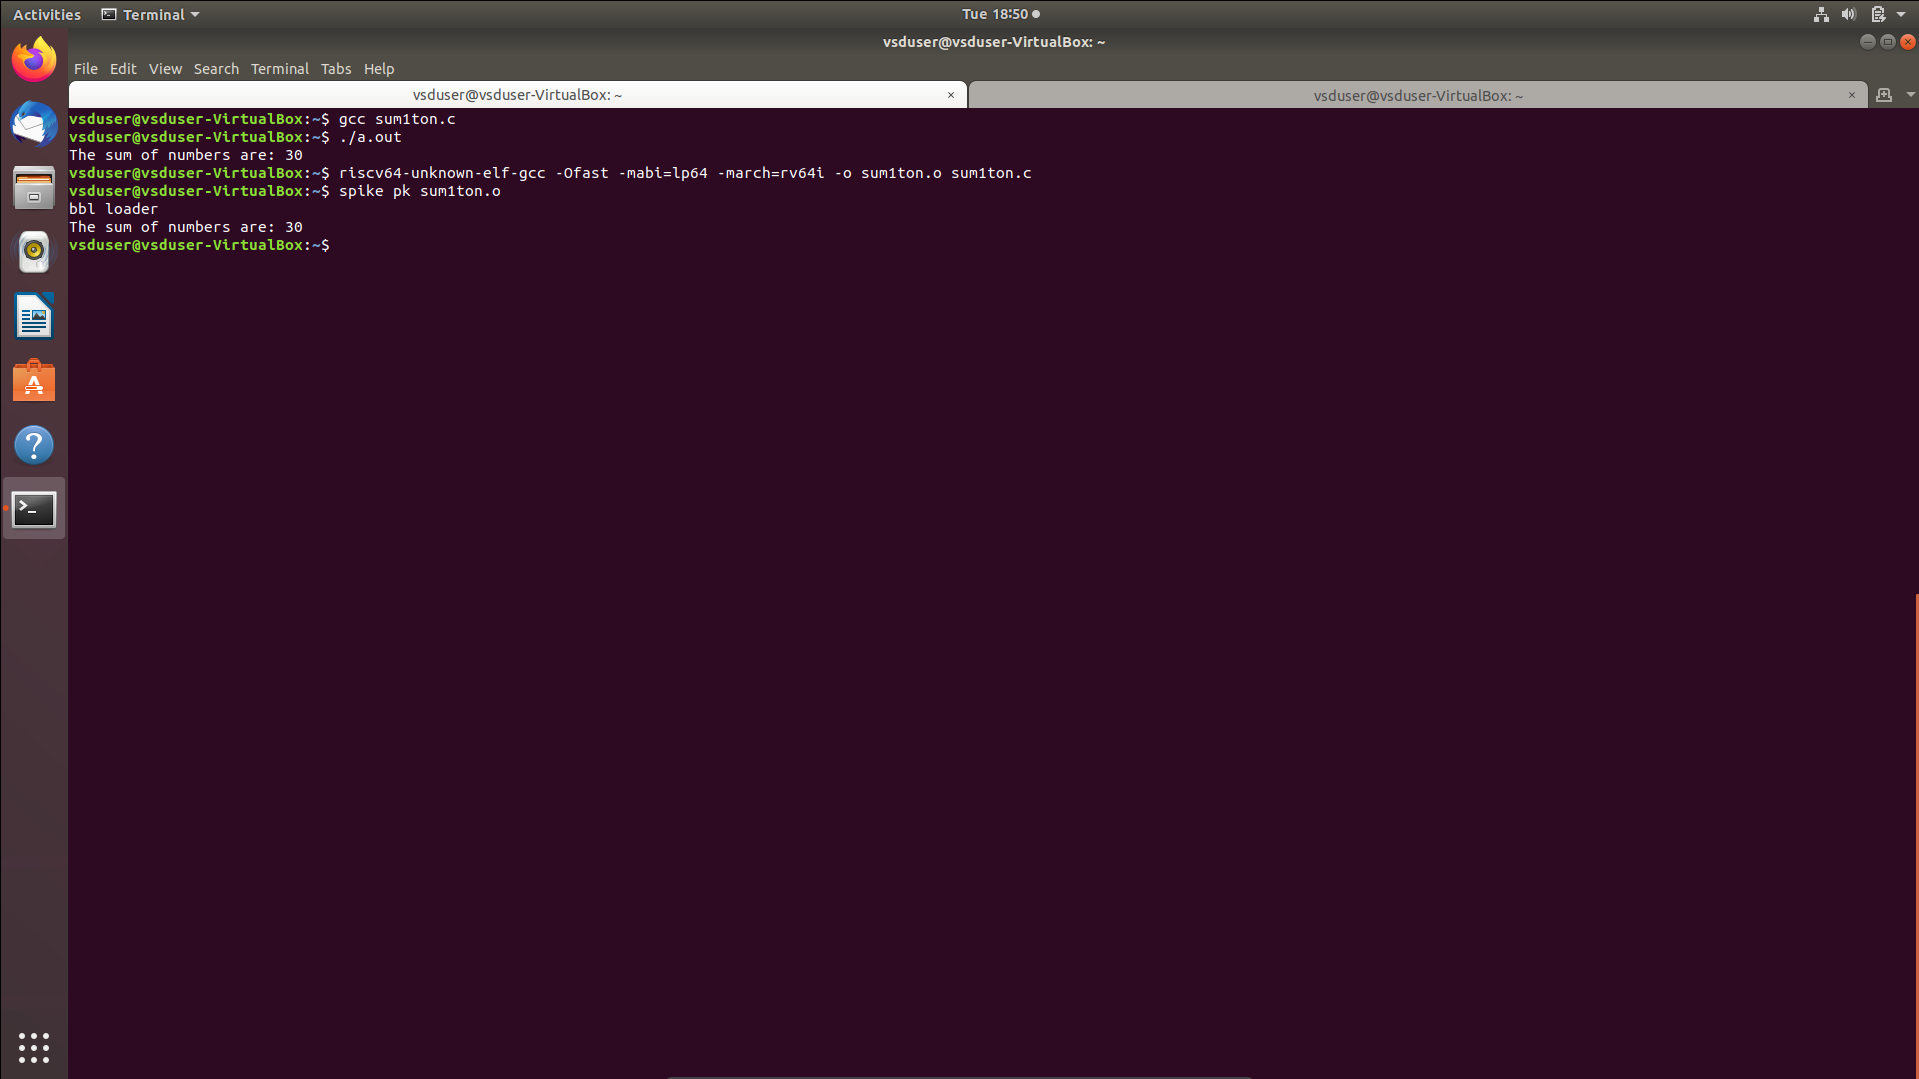 Activities Terminal Tue 18:50
vsduser@vsduser-VirtualBox: ~
File Edit View Search Terminal Tabs Help
vsduser@vsduser-VirtualBox: ~ × vsduser@vsduser-VirtualBox: ~ ×
vsduser@vsduser-VirtualBox:~$ gcc sum1ton.c
vsduser@vsduser-VirtualBox:~$ ./a.out
The sum of numbers are: 30
vsduser@vsduser-VirtualBox:~$ riscv64-unknown-elf-gcc -Ofast -mabi=lp64 -march=rv64i -o sum1ton.o sum1ton.c
vsduser@vsduser-VirtualBox:~$ spike pk sum1ton.o
bbl loader
The sum of numbers are: 30
vsduser@vsduser-VirtualBox:~$